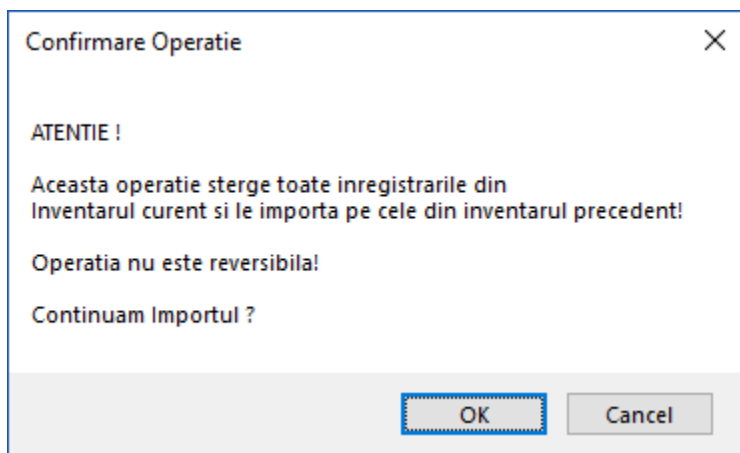 Confirmare Operatie
ATENTIE !
Aceasta operatie sterge toate inregistrarile din
Inventarul curent si le importa pe cele din inventarul precedent!
Operatia nu este reversibila!
Continuam Importul ?
OK
Cancel